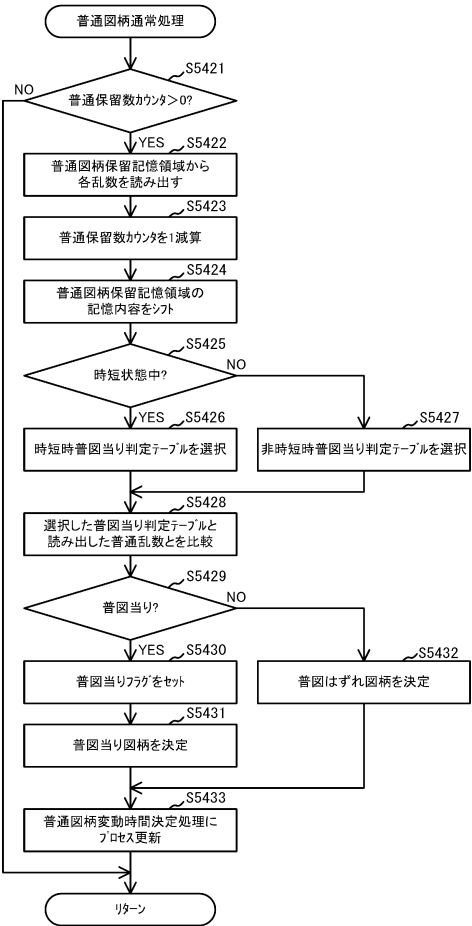 普通図柄通常処理
S5421
NO
普通保留数ｶｳﾝﾀ＞0?
YES
S5422
普通図柄保留記憶領域から
各乱数を読み出す
S5423
普通保留数ｶｳﾝﾀを1減算
S5424
普通図柄保留記憶領域の
記憶内容をｼﾌﾄ
S5425
時短状態中?
NO
YES
S5426
S5427
時短時普図当り判定ﾃｰﾌﾞﾙを選択
非時短時普図当り判定ﾃｰﾌﾞﾙを選択
S5428
選択した普図当り判定ﾃｰﾌﾞﾙと
読み出した普通乱数とを比較
S5429
普図当り?
NO
YES
S5430
S5432
普図当りﾌﾗｸﾞをｾｯﾄ
普図はずれ図柄を決定
S5431
普図当り図柄を決定
S5433
普通図柄変動時間決定処理に
ﾌﾟﾛｾｽ更新
ﾘﾀｰﾝ